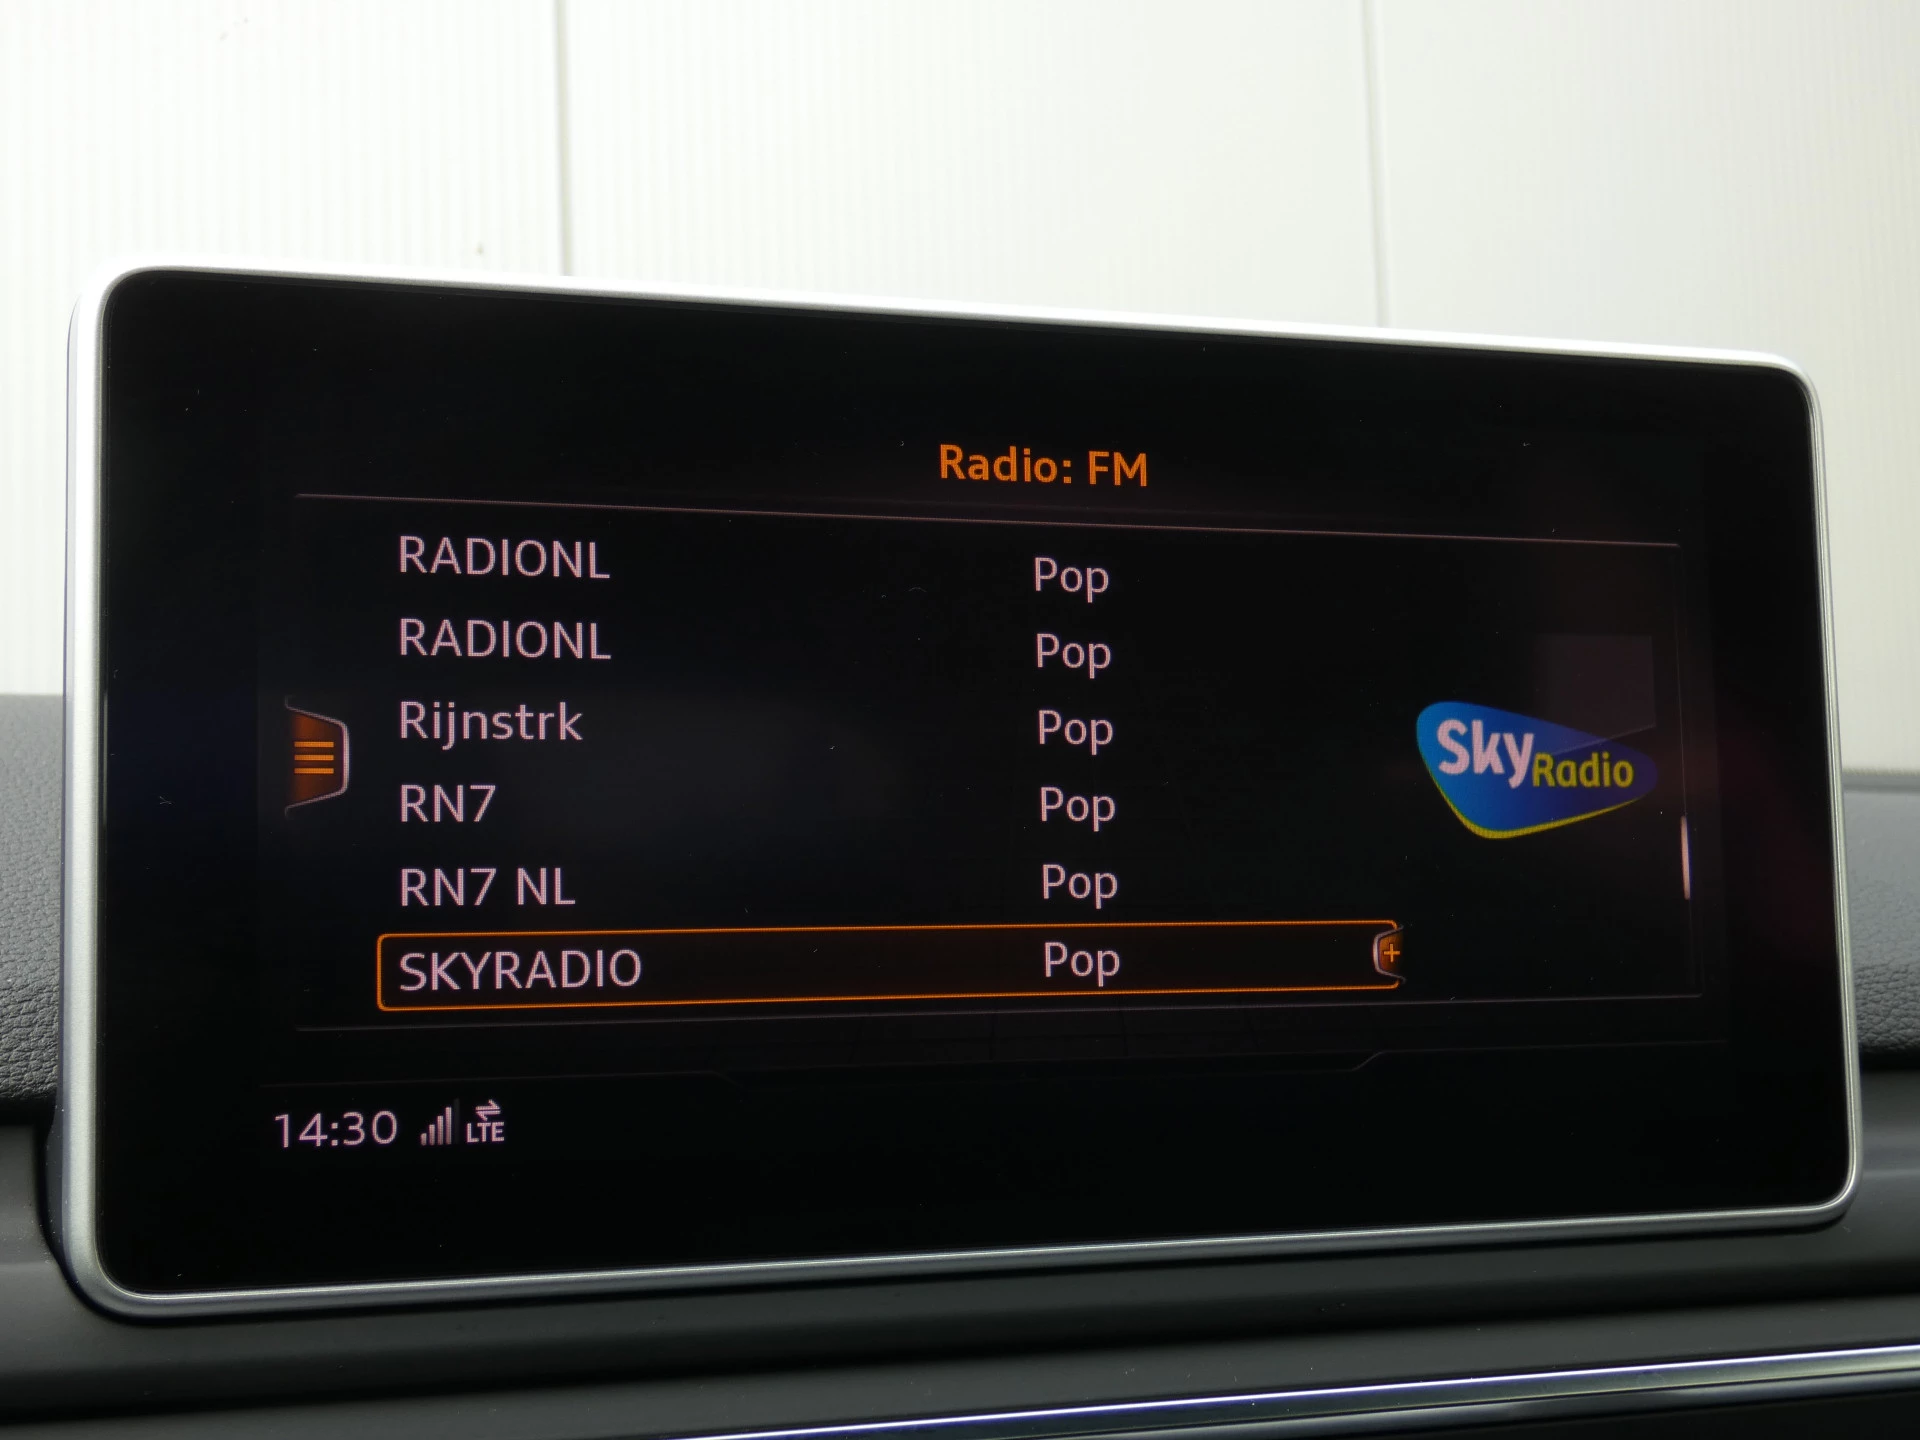 Radio: FM
RADIONL Pop
RADIONL Pop
Rijnstrk Pop
RN7 Pop
Sky Radio
RN7 NL Pop
SKYRADIO Pop +
14:30 LTE